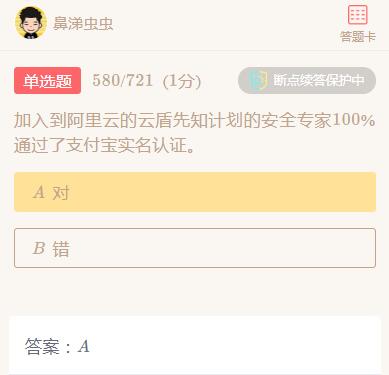 鼻涕虫虫
答题卡
单选题 580/721 (1分) 断点续答保护中
加入到阿里云的云盾先知计划的安全专家100%
通过了支付宝实名认证。
A 对
B 错
答案：A